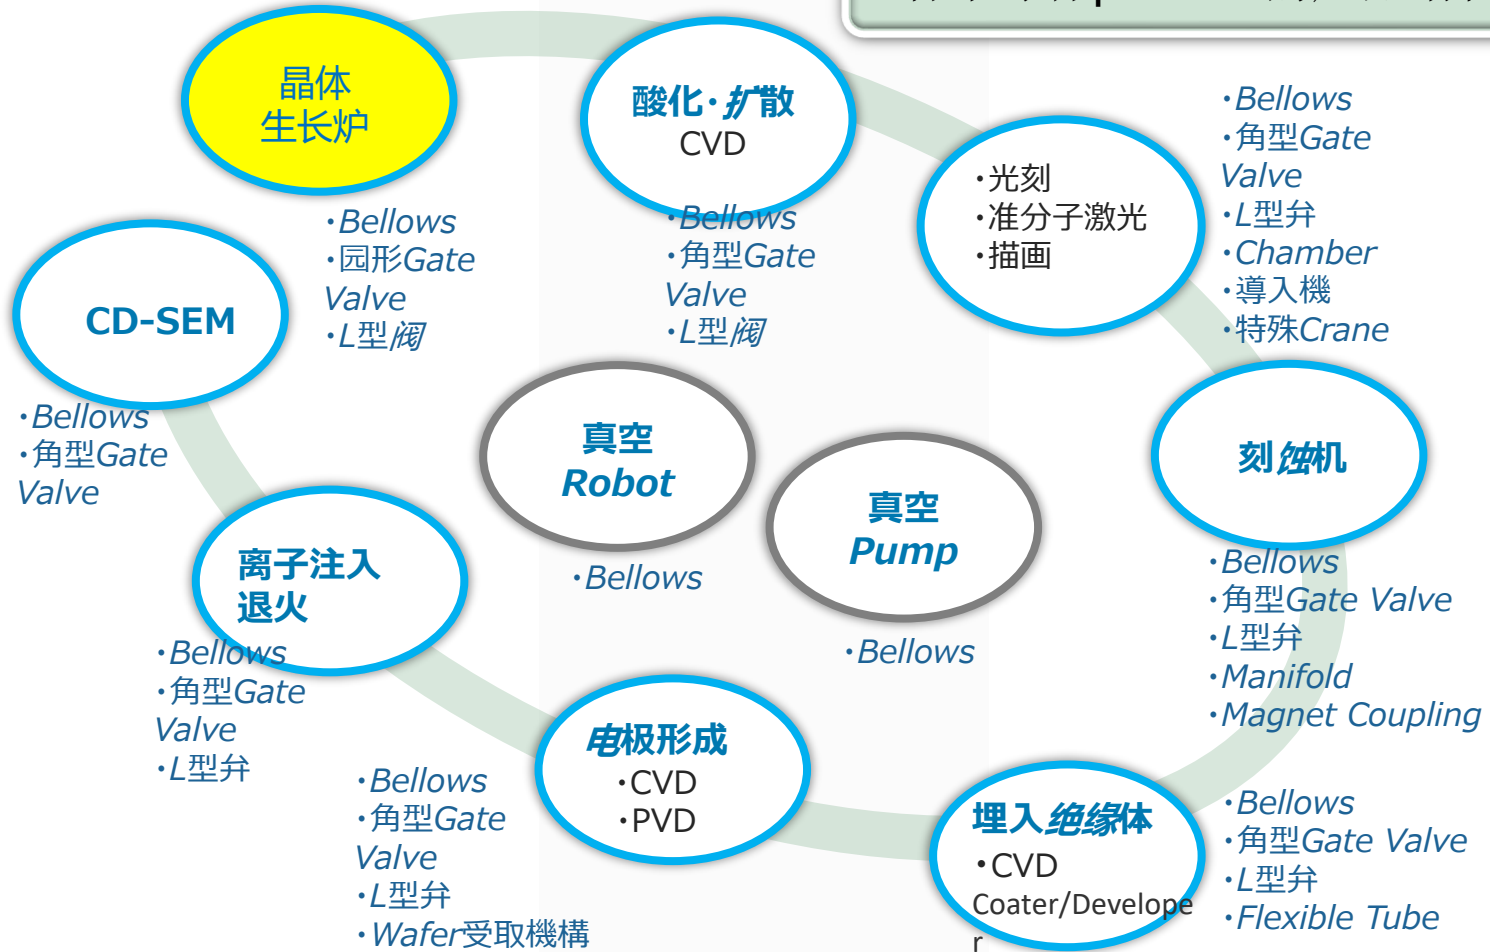 晶体
生长炉
・Bellows
・园形Gate
Valve
・L型阀
酸化・扩散
CVD
・Bellows
・角型Gate
Valve
・L型阀
・光刻
・准分子激光
・描画
・Bellows
・角型Gate
Valve
・L型弁
・Chamber
・導入機
・特殊Crane
CD-SEM
・Bellows
・角型Gate
Valve
真空
Robot
・Bellows
真空
Pump
・Bellows
刻蚀机
・Bellows
・角型Gate Valve
・L型弁
・Manifold
・Magnet Coupling
离子注入
退火
・Bellows
・角型Gate
Valve
・L型弁
电极形成
・CVD
・PVD
・Bellows
・角型Gate
Valve
・L型弁
・Wafer受取機構
埋入绝缘体
・CVD
Coater/Develope
r
・Bellows
・角型Gate Valve
・L型弁
・Flexible Tube